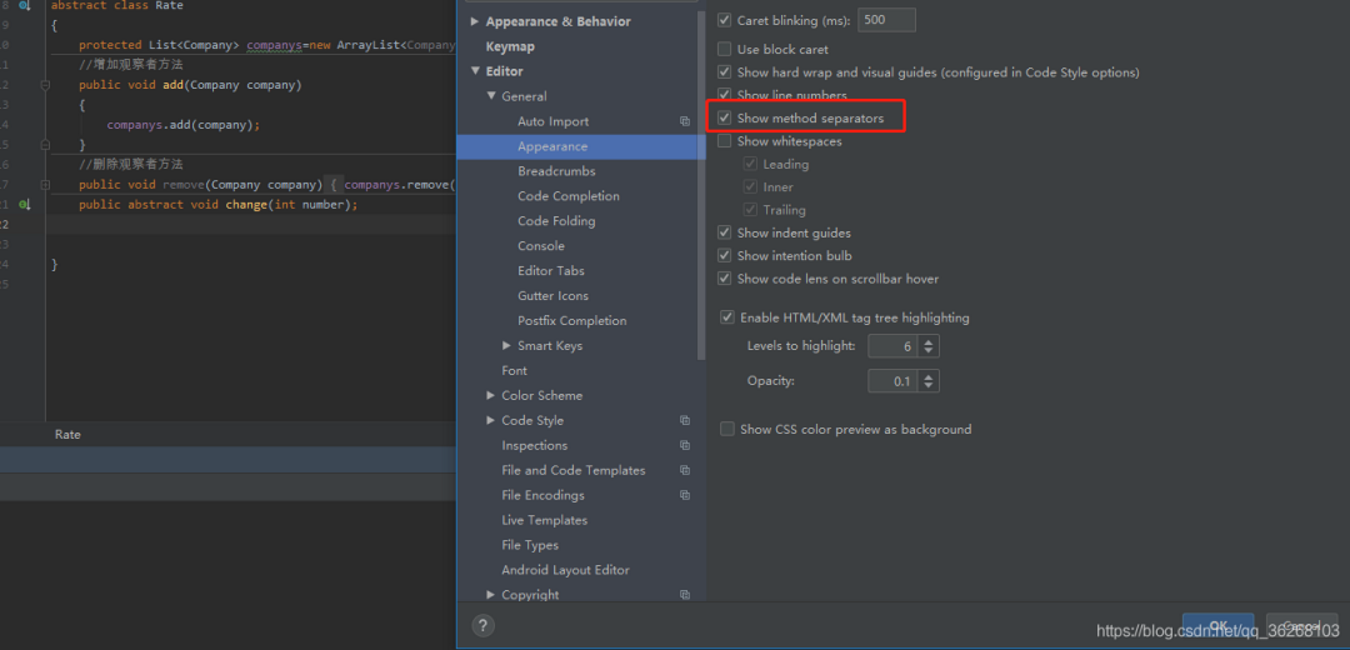 8 abstract class Rate
9 {
0 protected List<Company> companys=new ArrayList<Company
1 //增加观察者方法
2 public void add(Company company)
3 {
4 companys.add(company);
5 }
6 //删除观察者方法
7 public void remove(Company company) { companys.remove(
21 public abstract void change(int number);
22
23
24 }
25
Rate
Appearance & Behavior
Keymap
Editor
General
Auto Import
Appearance
Breadcrumbs
Code Completion
Code Folding
Console
Editor Tabs
Gutter Icons
Postfix Completion
Smart Keys
Font
Color Scheme
Code Style
Inspections
File and Code Templates
File Encodings
Live Templates
File Types
Android Layout Editor
Copyright
?
Caret blinking (ms): 500
Use block caret
Show hard wrap and visual guides (configured in Code Style options)
Show line numbers
Show method separators
Show whitespaces
Leading
Inner
Trailing
Show indent guides
Show intention bulb
Show code lens on scrollbar hover
Enable HTML/XML tag tree highlighting
Levels to highlight: 6
Opacity: 0.1
Show CSS color preview as background
OK Cancel
https://blog.csdn.net/qq_36268103